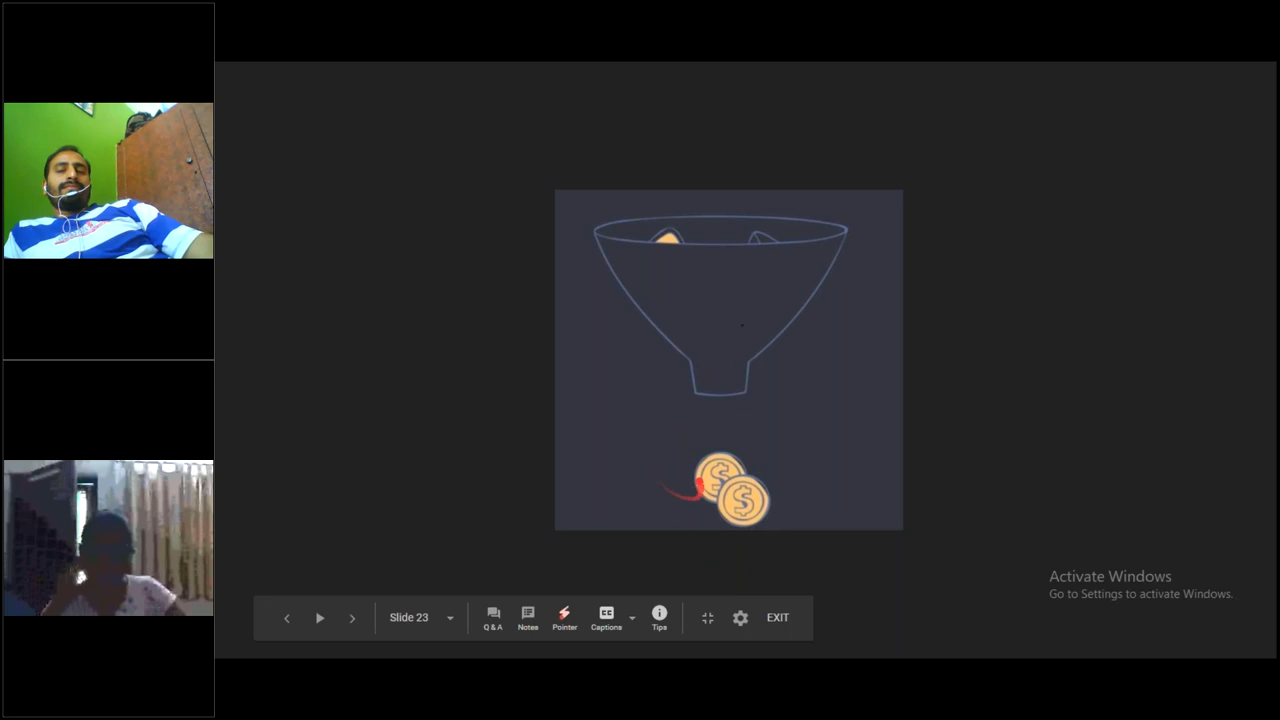 Activate Windows
Go to Settings to activate Windows.
Slide 23
Q & A
Notes
Pointer
CC
Captions
Tips
EXIT
$
$